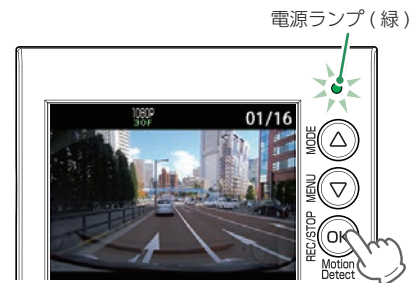 電源ランプ ( 緑 )
1080P
30F
01/16
MODE
MENU
REC/STOP
OK
Motion
Detect